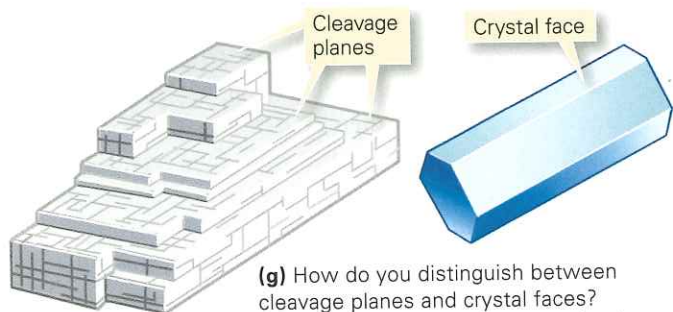 Cleavage
planes
Crystal face
(g) How do you distinguish between
cleavage planes and crystal faces?